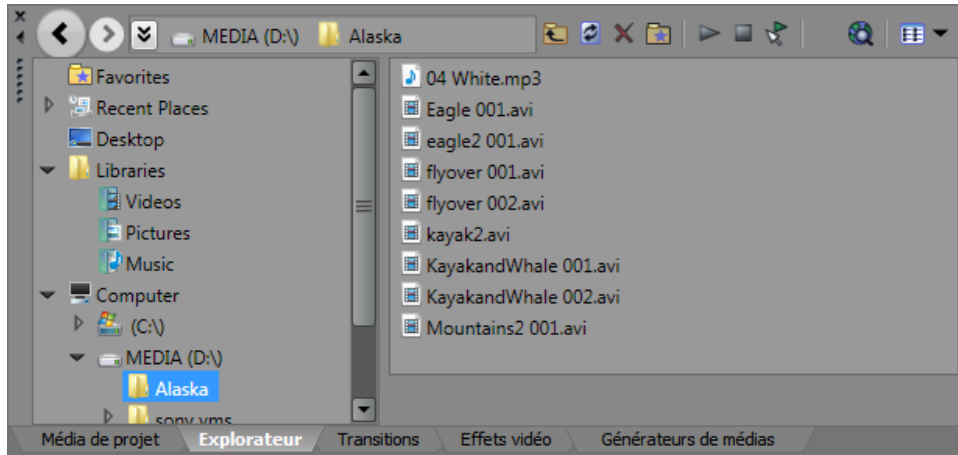 MEDIA (D:\) Alaska
Favorites
Recent Places
Desktop
Libraries
Videos
Pictures
Music
Computer
(C:\)
MEDIA (D:\)
Alaska
sony vms
04 White.mp3
Eagle 001.avi
eagle2 001.avi
flyover 001.avi
flyover 002.avi
kayak2.avi
KayakandWhale 001.avi
KayakandWhale 002.avi
Mountains2 001.avi
Média de projet Explorateur Transitions Effets vidéo Générateurs de médias